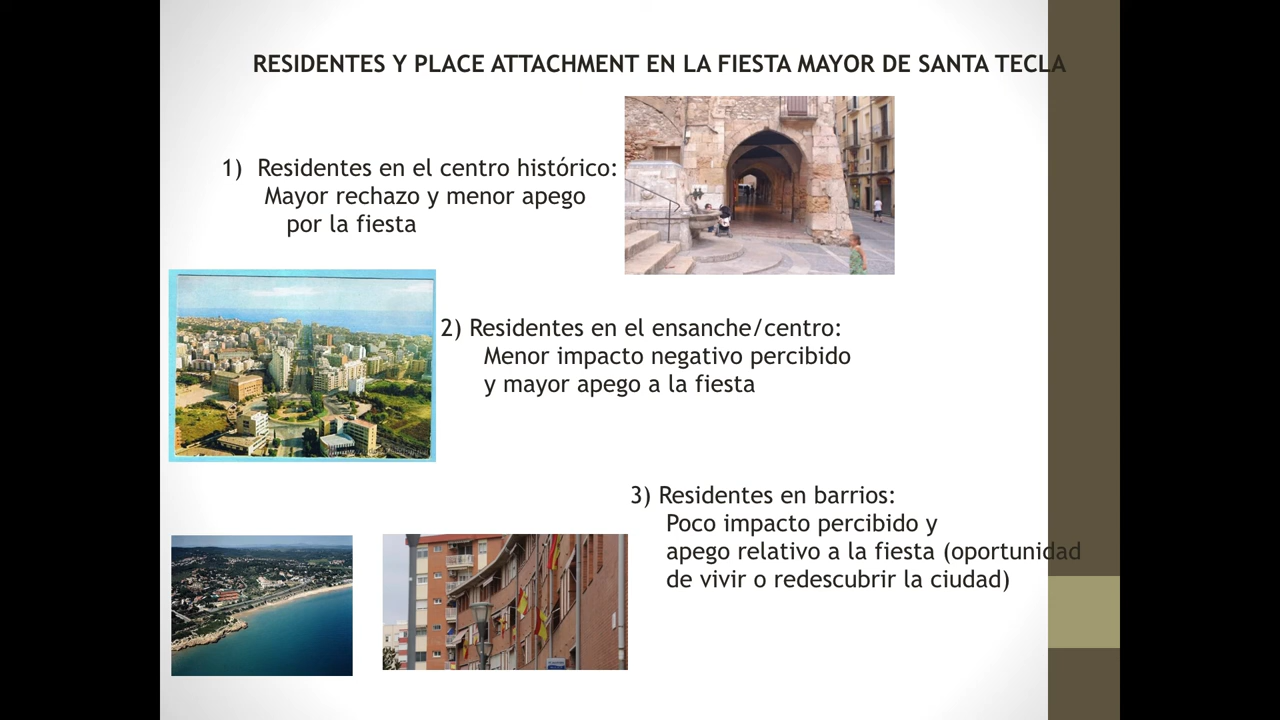 RESIDENTES Y PLACE ATTACHMENT EN LA FIESTA MAYOR DE SANTA TECLA
1) Residentes en el centro histórico:
Mayor rechazo y menor apego
por la fiesta
2) Residentes en el ensanche/centro:
Menor impacto negativo percibido
y mayor apego a la fiesta
3) Residentes en barrios:
Poco impacto percibido y
apego relativo a la fiesta (oportunidad
de vivir o redescubrir la ciudad)